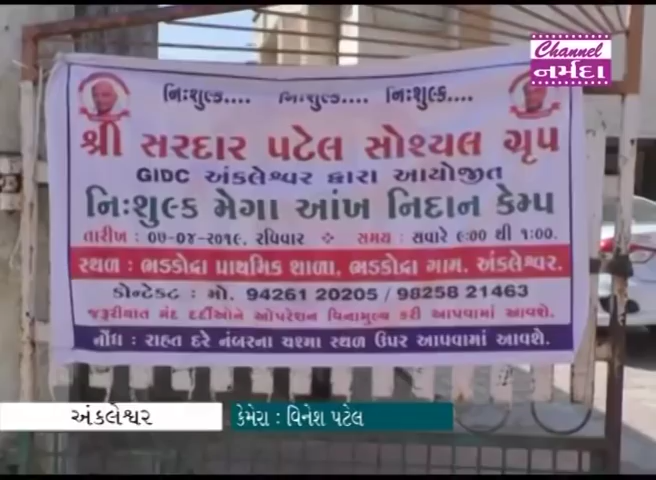 Channel
નર્મદા
નિઃશુલ્ક.... નિઃશુલ્ક.... નિઃશુલ્ક....
શ્રી સરદાર પટેલ સોશ્યલ ગૃપ
GIDC અંકલેશ્વર દ્વારા આયોજીત
નિઃશુલ્ક મેગા આંખ નિદાન કેમ્પ
તારીખ : ૦૭-૦૪-૨૦૧૯, રવિવાર સમય : સવારે ૯:૦૦ થી ૧:૦૦.
સ્થળ : ભડકોદ્રા પ્રાથમિક શાળા, ભડકોદ્રા ગામ. અંકલેશ્વર.
કોન્ટેકટ : મો. 94261 20205 / 98258 21463
જરૂરીયાત મંદ દર્દીઓને ઓપરેશન વિનામુલ્ય કરી આપવામાં આવશે.
નોંધ : રાહત દરે નંબરના ચશ્મા સ્થળ ઉપર આપવામાં આવશે.
અંકલેશ્વર
કેમેરા : વિનેશ પટેલ